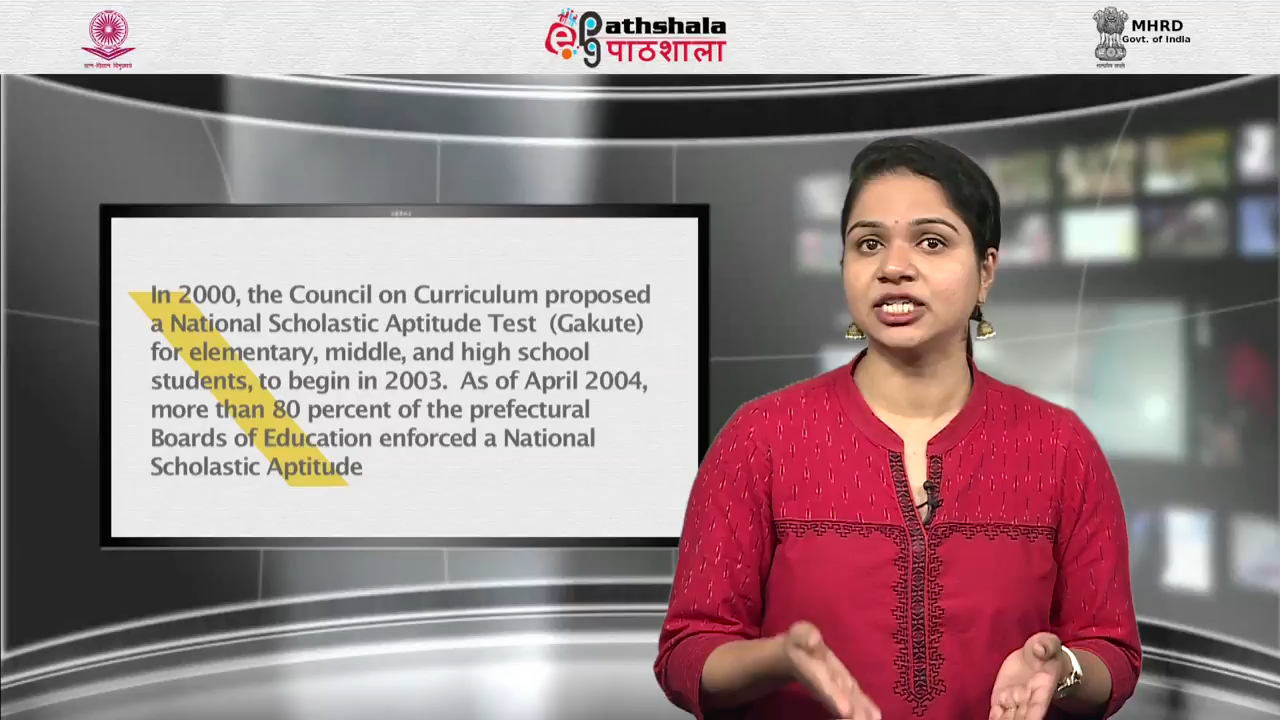 ePG Pathshala
पाठशाला
MHRD
Govt. of India
In 2000, the Council on Curriculum proposed
a National Scholastic Aptitude Test (Gakute)
for elementary, middle, and high school
students, to begin in 2003. As of April 2004,
more than 80 percent of the prefectural
Boards of Education enforced a National
Scholastic Aptitude